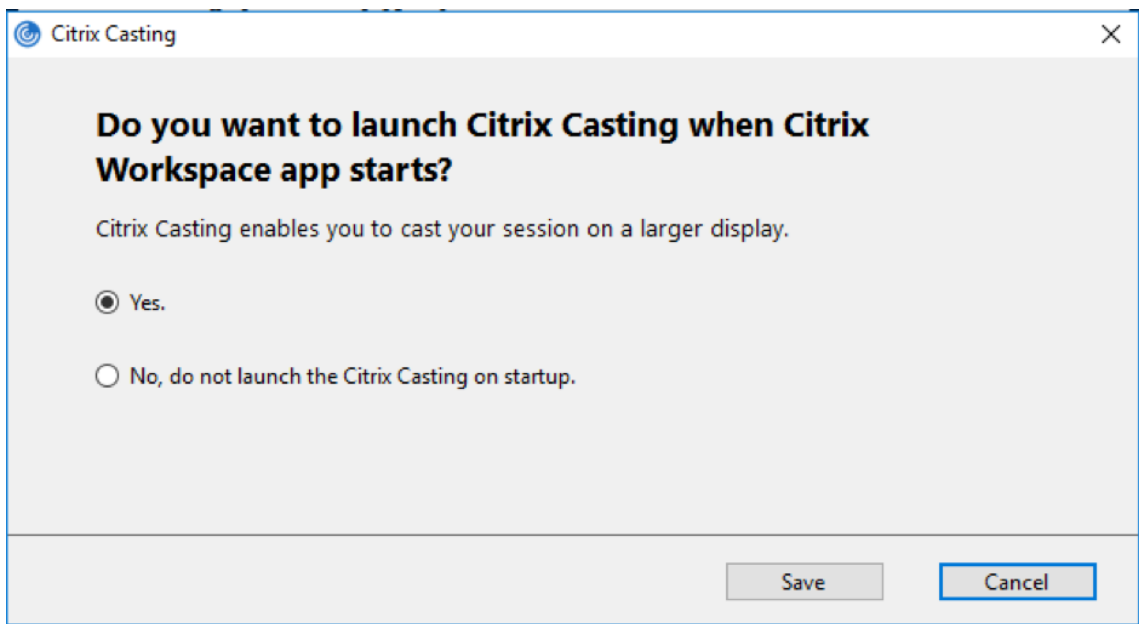 Citrix Casting
Do you want to launch Citrix Casting when Citrix
Workspace app starts?
Citrix Casting enables you to cast your session on a larger display.
Yes.
No, do not launch the Citrix Casting on startup.
Save
Cancel